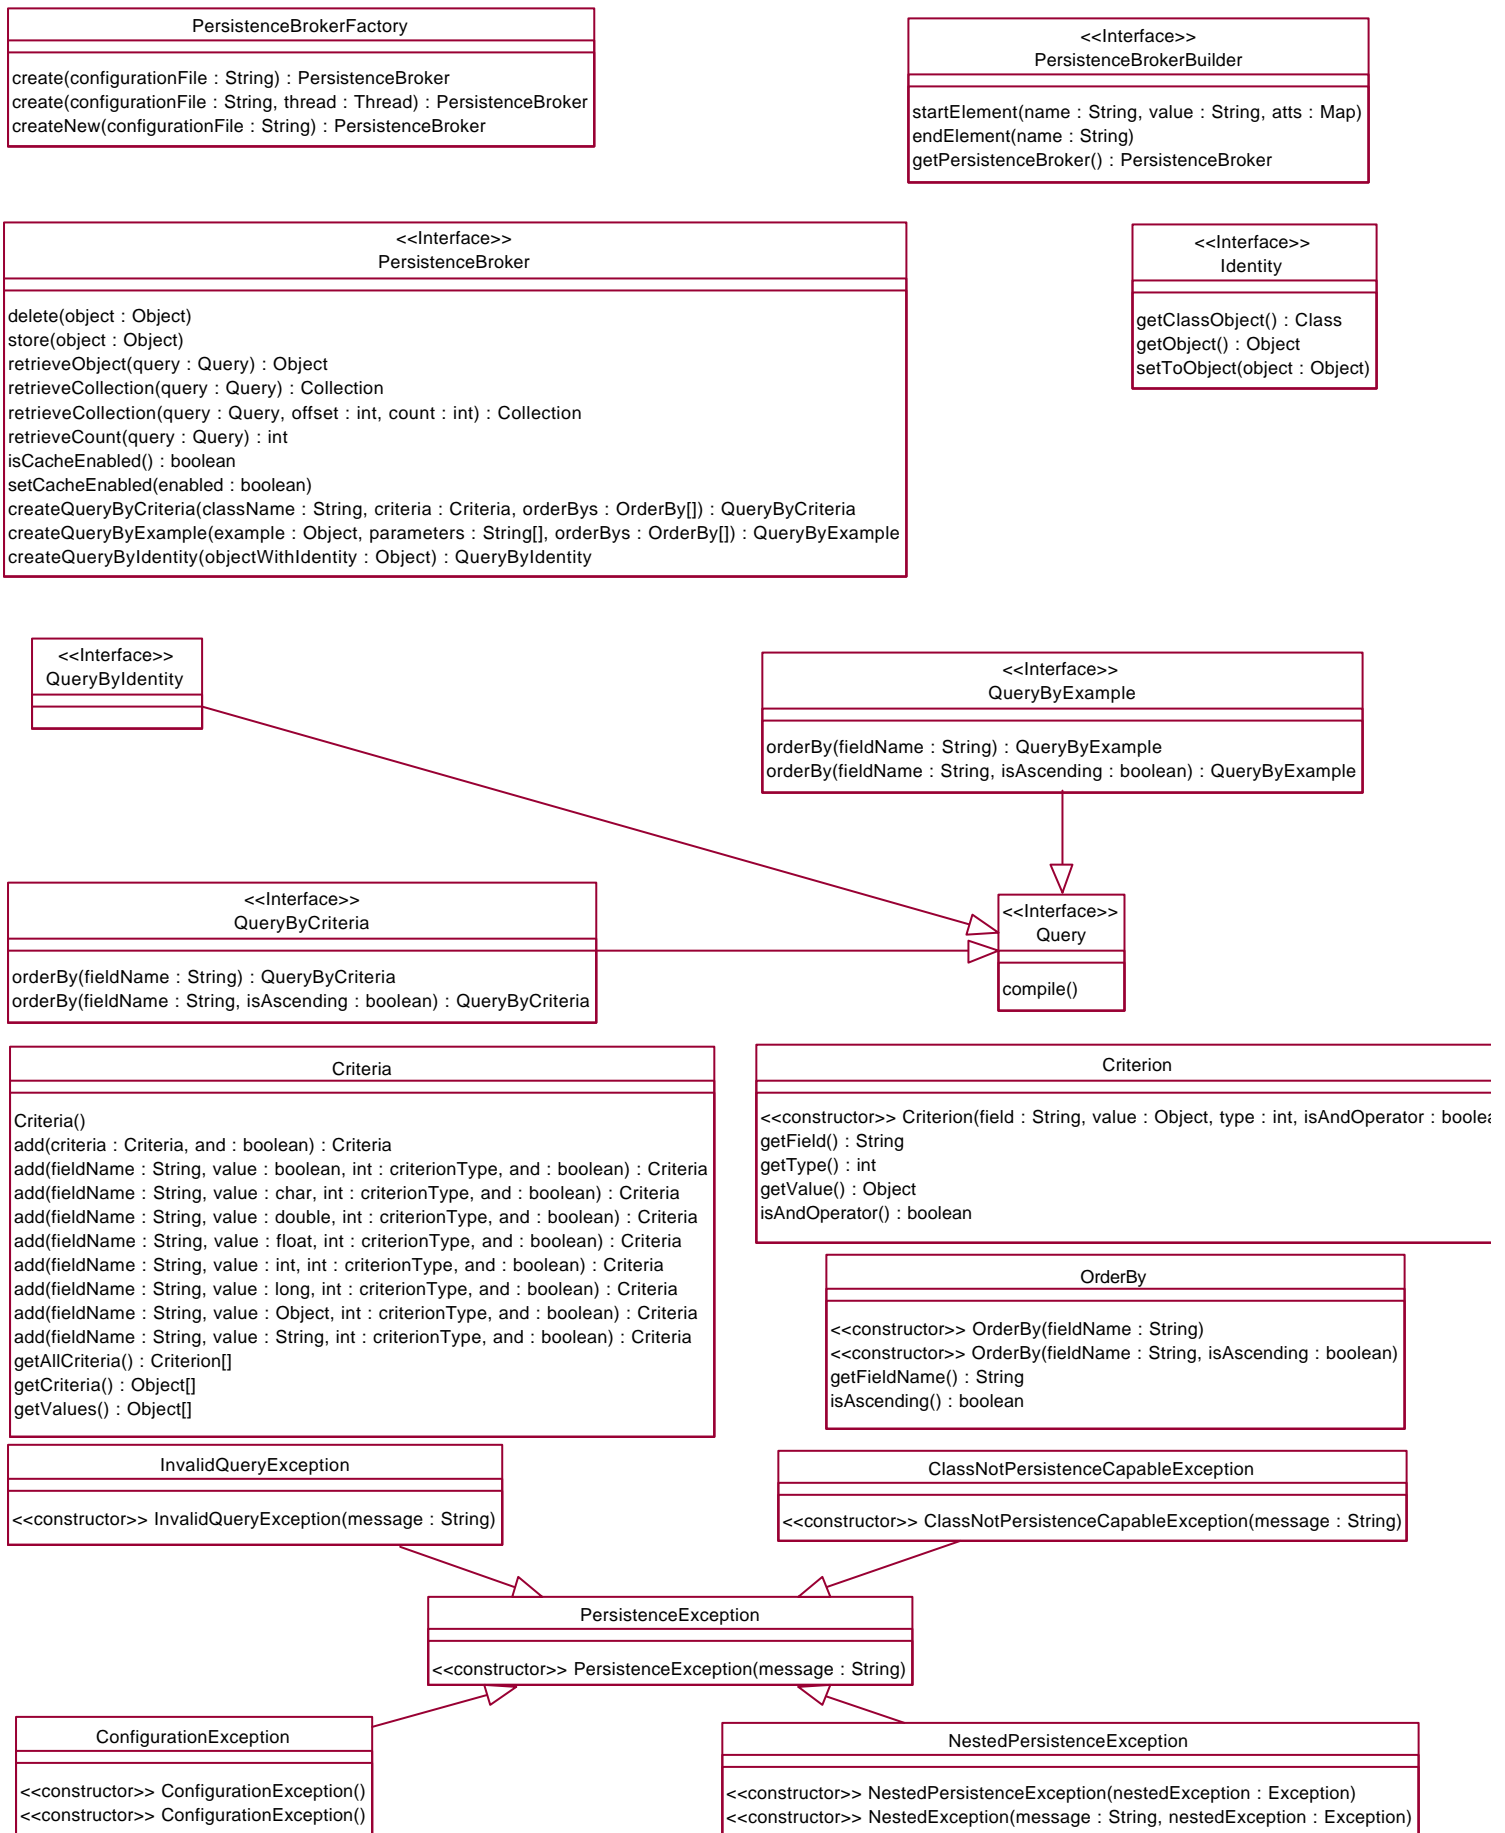 PersistenceBrokerFactory
create(configurationFile : String) : PersistenceBroker
create(configurationFile : String, thread : Thread) : PersistenceBroker
createNew(configurationFile : String) : PersistenceBroker
<<Interface>>
PersistenceBrokerBuilder
startElement(name : String, value : String, atts : Map)
endElement(name : String)
getPersistenceBroker() : PersistenceBroker
<<Interface>>
PersistenceBroker
delete(object : Object)
store(object : Object)
retrieveObject(query : Query) : Object
retrieveCollection(query : Query) : Collection
retrieveCollection(query : Query, offset : int, count : int) : Collection
retrieveCount(query : Query) : int
isCacheEnabled() : boolean
setCacheEnabled(enabled : boolean)
createQueryByCriteria(className : String, criteria : Criteria, orderBys : OrderBy[]) : QueryByCriteria
createQueryByExample(example : Object, parameters : String[], orderBys : OrderBy[]) : QueryByExample
createQueryByIdentity(objectWithIdentity : Object) : QueryByIdentity
<<Interface>>
Identity
getClassObject() : Class
getObject() : Object
setToObject(object : Object)
<<Interface>>
QueryByIdentity
<<Interface>>
QueryByExample
orderBy(fieldName : String) : QueryByExample
orderBy(fieldName : String, isAscending : boolean) : QueryByExample
<<Interface>>
QueryByCriteria
orderBy(fieldName : String) : QueryByCriteria
orderBy(fieldName : String, isAscending : boolean) : QueryByCriteria
<<Interface>>
Query
compile()
Criteria
Criteria()
add(criteria : Criteria, and : boolean) : Criteria
add(fieldName : String, value : boolean, int : criterionType, and : boolean) : Criteria
add(fieldName : String, value : char, int : criterionType, and : boolean) : Criteria
add(fieldName : String, value : double, int : criterionType, and : boolean) : Criteria
add(fieldName : String, value : float, int : criterionType, and : boolean) : Criteria
add(fieldName : String, value : int, int : criterionType, and : boolean) : Criteria
add(fieldName : String, value : long, int : criterionType, and : boolean) : Criteria
add(fieldName : String, value : Object, int : criterionType, and : boolean) : Criteria
add(fieldName : String, value : String, int : criterionType, and : boolean) : Criteria
getAllCriteria() : Criterion[]
getCriteria() : Object[]
getValues() : Object[]
Criterion
<<constructor>> Criterion(field : String, value : Object, type : int, isAndOperator :
getField() : String
getType() : int
getValue() : Object
isAndOperator() : boolean
OrderBy
<<constructor>> OrderBy(fieldName : String)
<<constructor>> OrderBy(fieldName : String, isAscending : boolean)
getFieldName() : String
isAscending() : boolean
InvalidQueryException
<<constructor>> InvalidQueryException(message : String)
ClassNotPersistenceCapableException
<<constructor>> ClassNotPersistenceCapableException(message : String)
PersistenceException
<<constructor>> PersistenceException(message : String)
ConfigurationException
<<constructor>> ConfigurationException()
<<constructor>> ConfigurationException()
NestedPersistenceException
<<constructor>> NestedPersistenceException(nestedException : Exception)
<<constructor>> NestedException(message : String, nestedException : Exception)